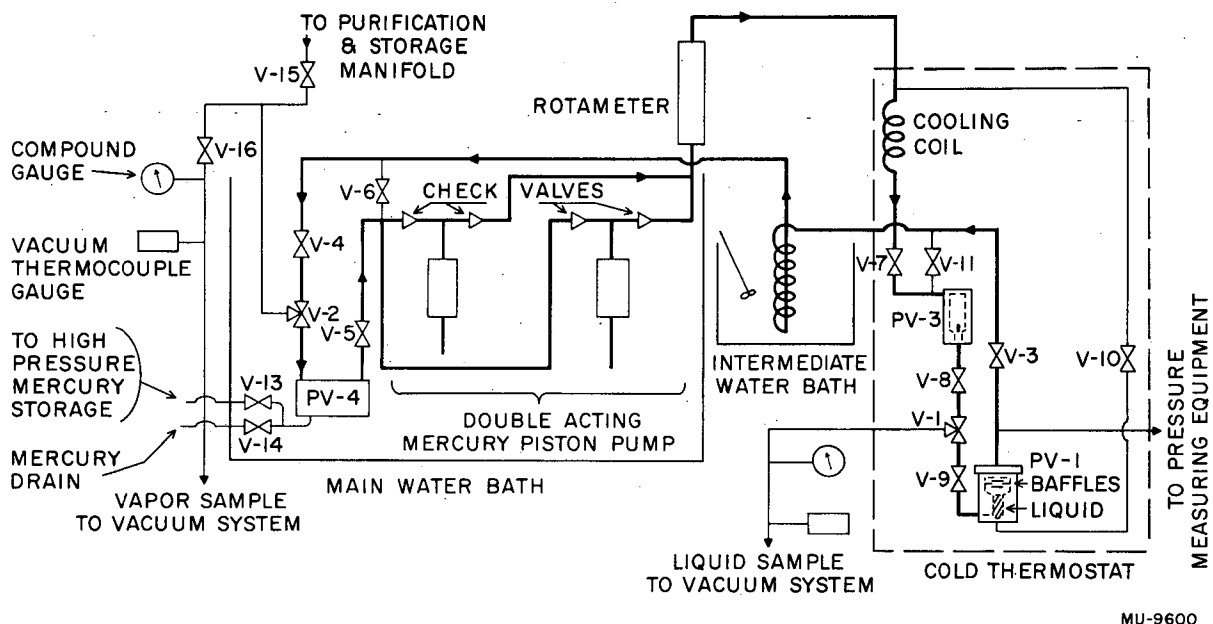 TO PURIFICATION
& STORAGE
MANIFOLD
V-15
V-16
COMPOUND
GAUGE
VACUUM
THERMOCOUPLE
GAUGE
TO HIGH
PRESSURE
MERCURY
STORAGE
MERCURY
DRAIN
V-13
V-14
VAPOR SAMPLE
TO VACUUM SYSTEM
V-6
V-4
V-2
V-5
PV-4
CHECK VALVES
DOUBLE ACTING
MERCURY PISTON PUMP
MAIN WATER BATH
ROTAMETER
INTERMEDIATE
WATER BATH
COOLING
COIL
V-7
V-11
PV-3
V-8
V-3
V-10
V-1
V-9
PV-1
BAFFLES
LIQUID
LIQUID SAMPLE
TO VACUUM SYSTEM
COLD THERMOSTAT
TO PRESSURE
MEASURING EQUIPMENT
MU-9600